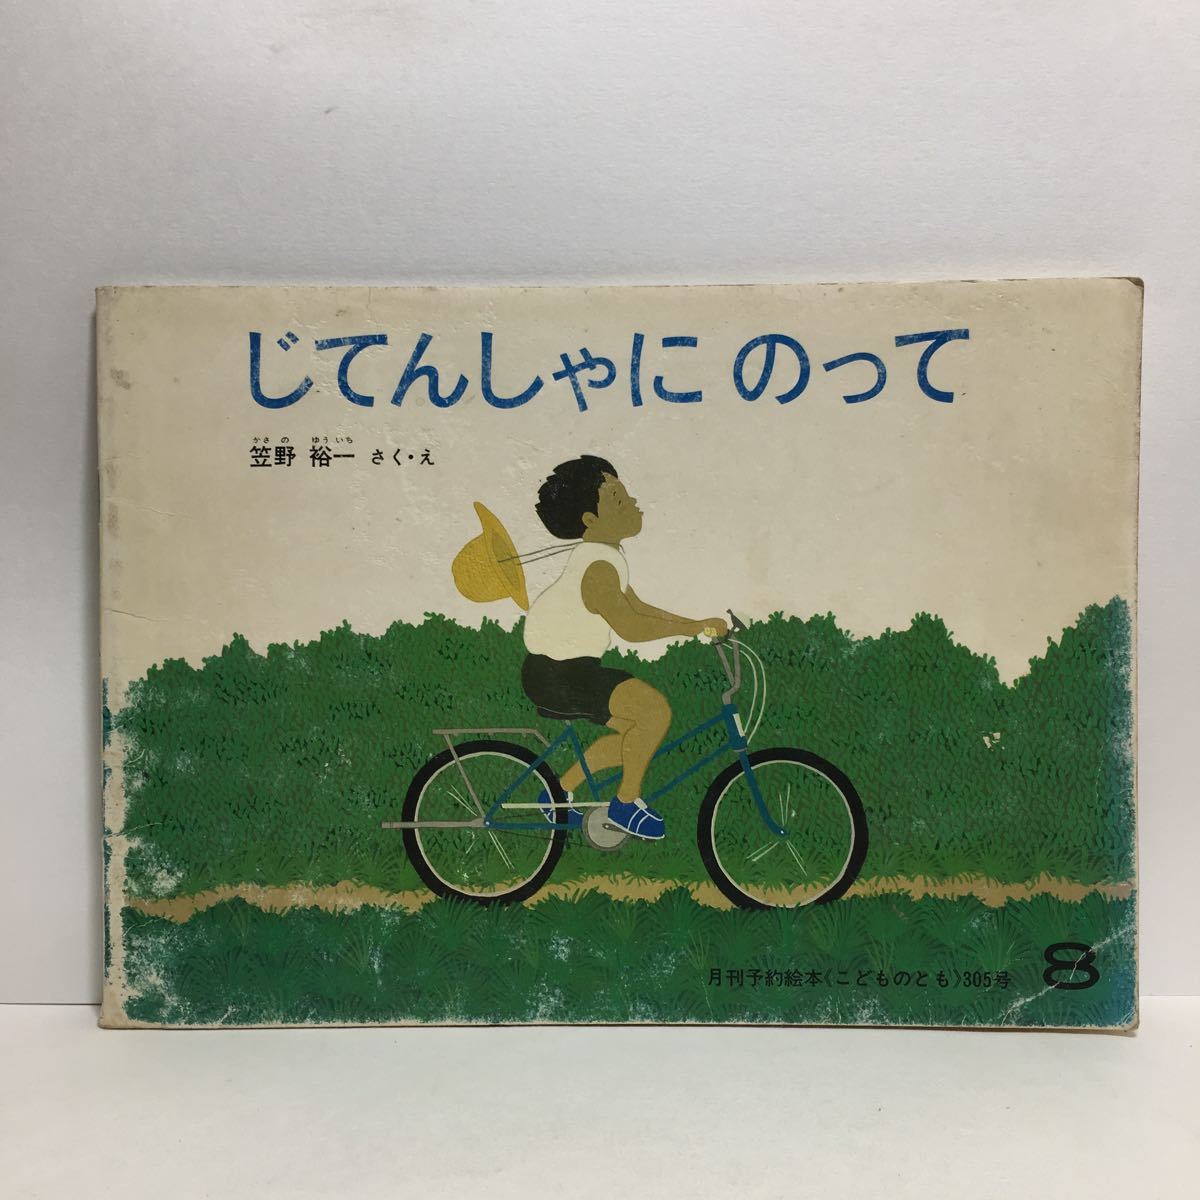 じてんしゃに のって
かさ の ゆういち
笠野 裕一 さく・え
月刊予約絵本《こどものとも》305号 8